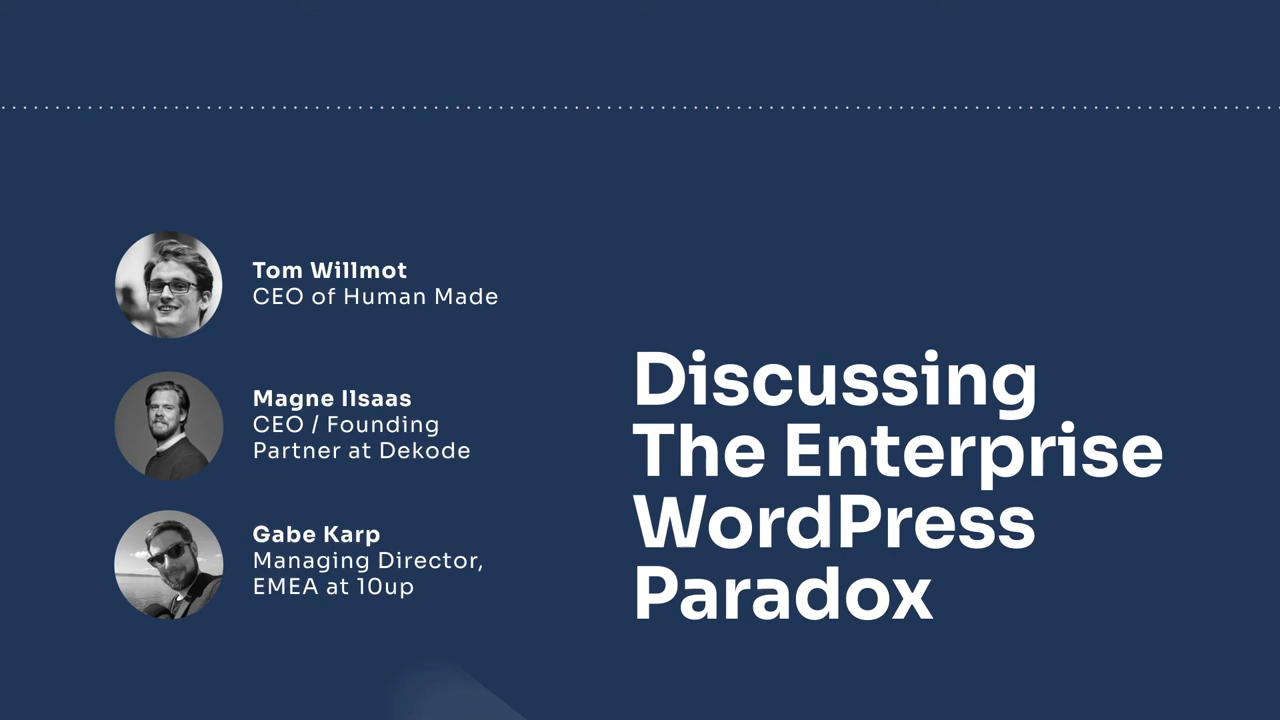 Tom Willmot
CEO of Human Made
Magne Ilsaas
CEO / Founding
Partner at Dekode
Gabe Karp
Managing Director,
EMEA at 10up
Discussing
The Enterprise
WordPress
Paradox